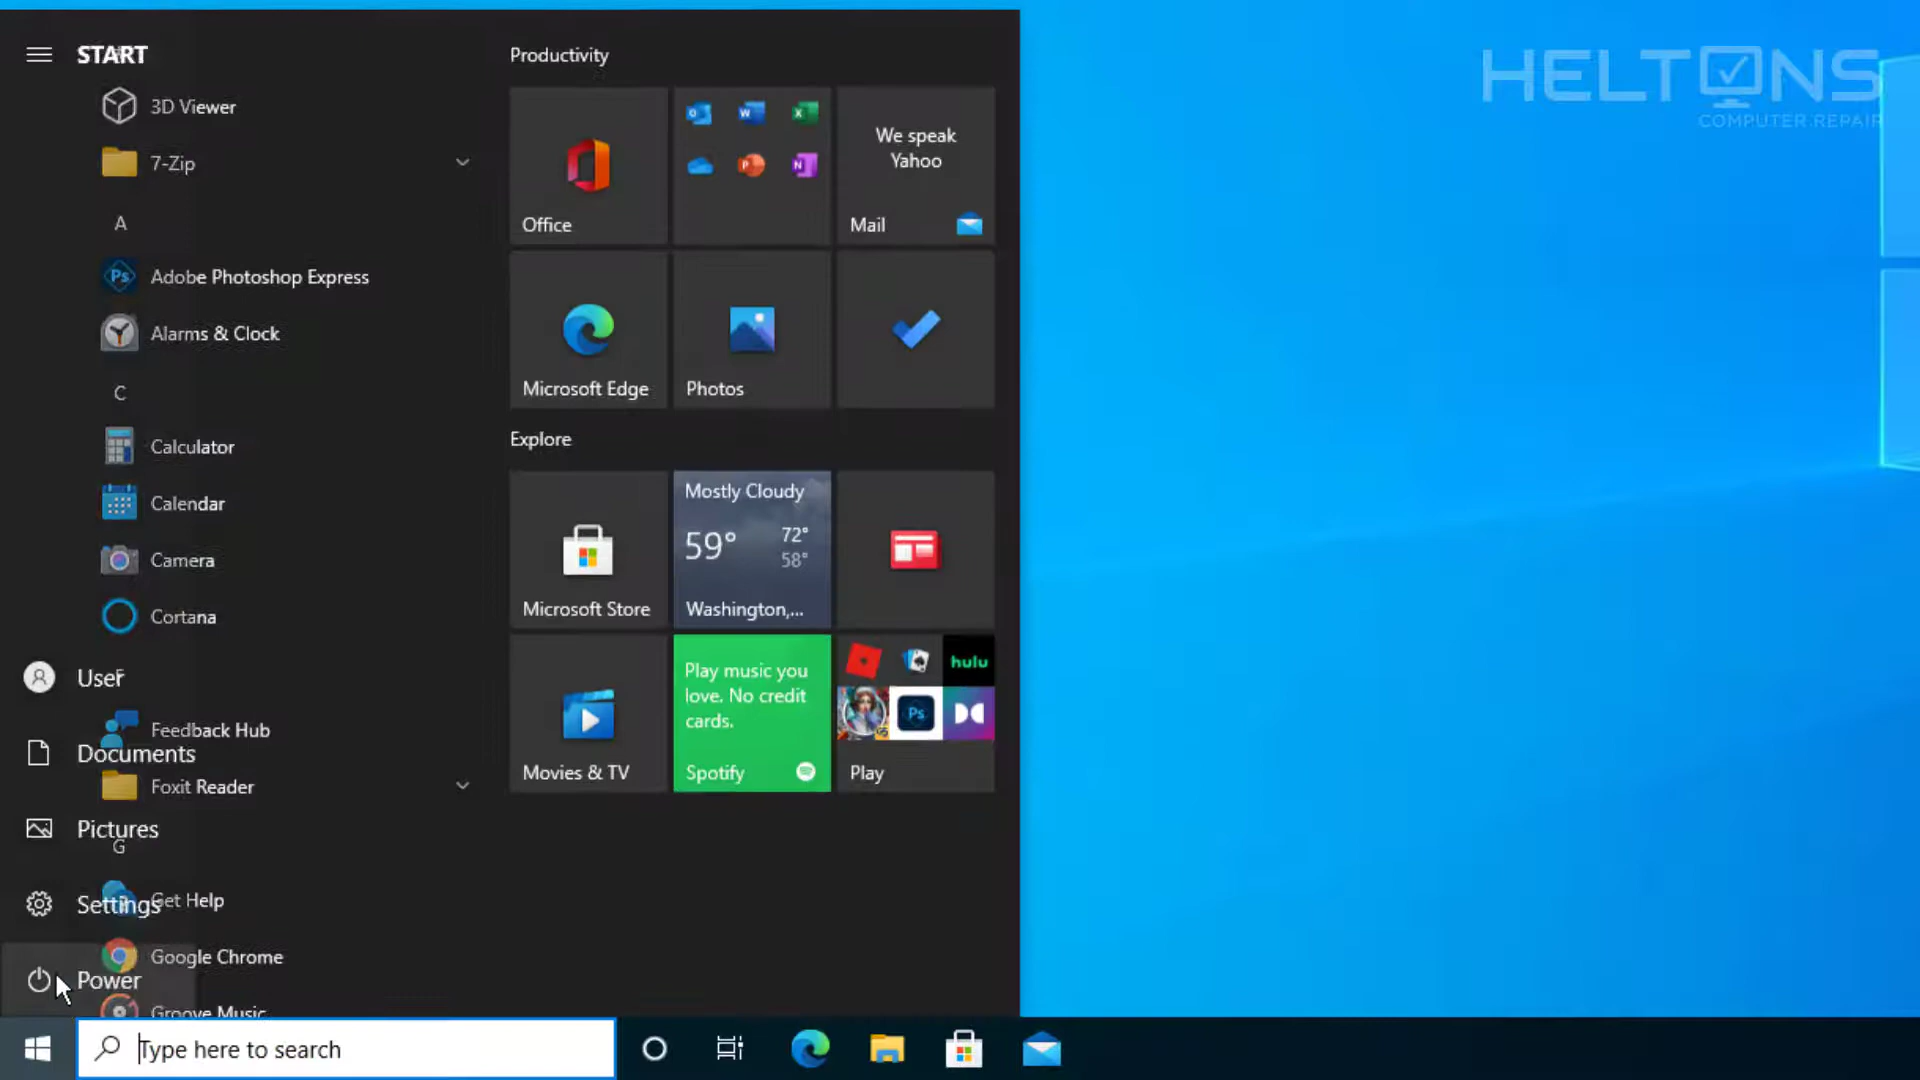 START
3D Viewer
7-Zip
A
Adobe Photoshop Express
Alarms & Clock
C
Calculator
Calendar
Camera
Cortana
User
F
Feedback Hub
Documents
Foxit Reader
Pictures
G
Get Help
Settings
Google Chrome
Power
Groove Music
Productivity
Office
We speak
Yahoo
Mail
Microsoft Edge
Photos
Explore
Microsoft Store
Mostly Cloudy
59°
72°
58°
Washington,...
Movies & TV
Play music you
love. No credit
cards.
Spotify
hulu
Ps
Play
HELTONS
COMPUTER REPAIR
Type here to search